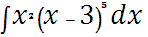 ∫x²(x – 3)⁵ dx